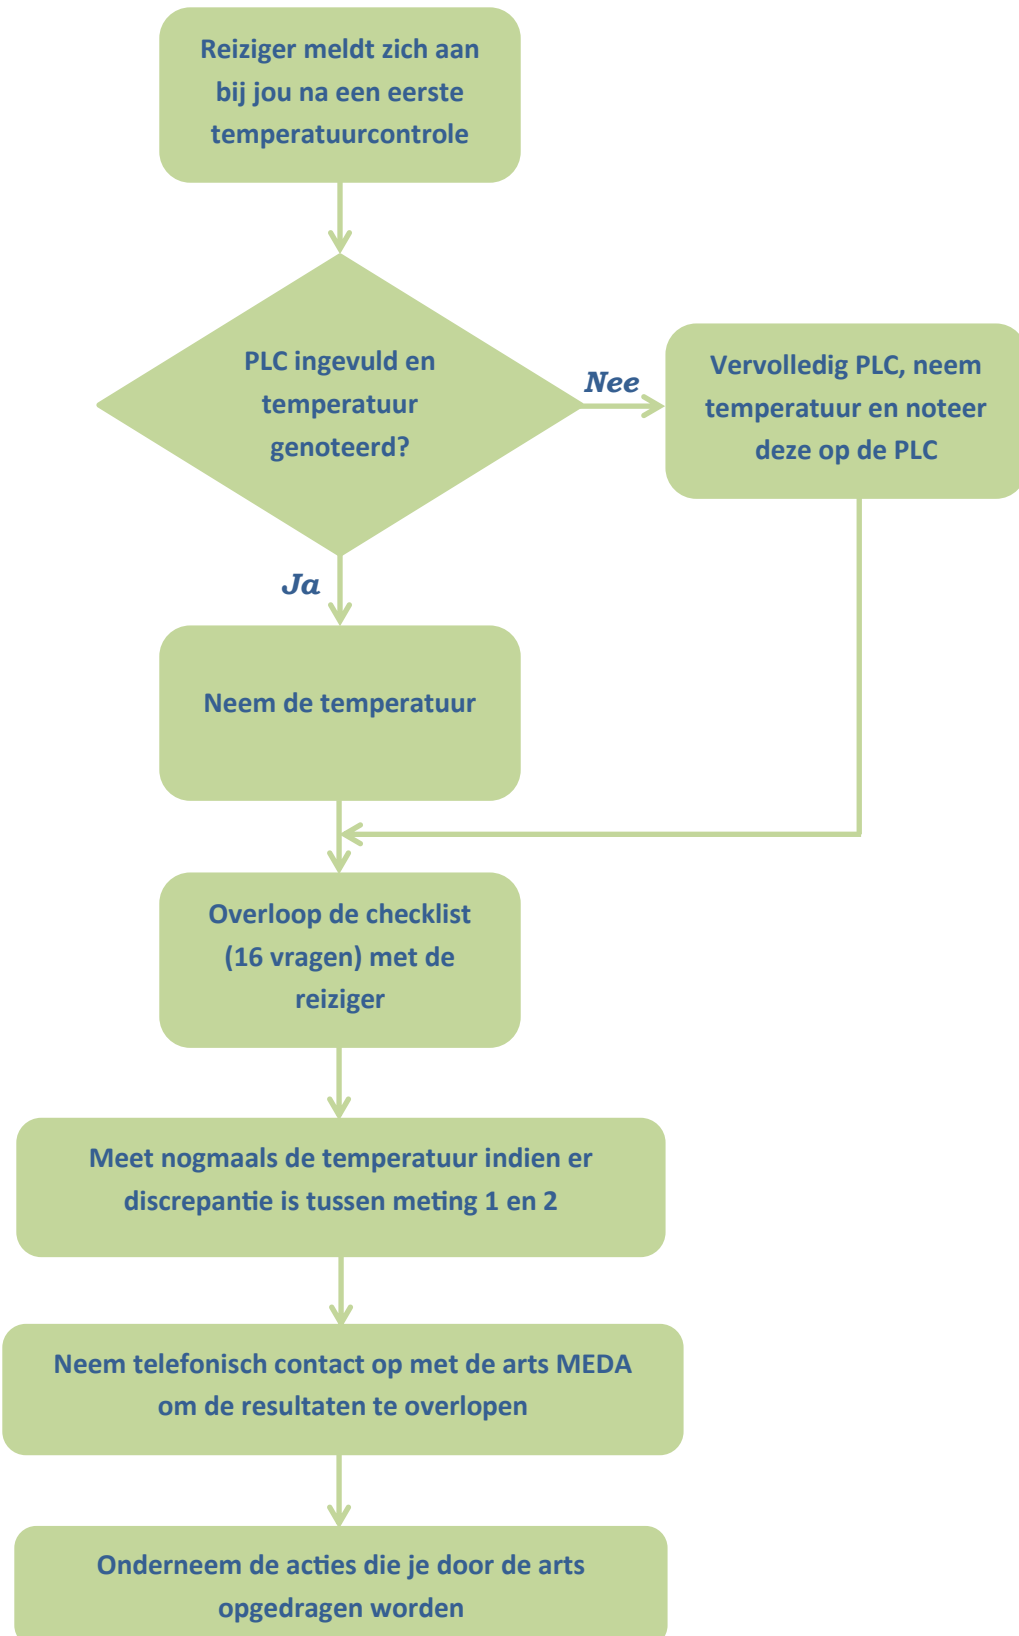 Reiziger meldt zich aan
bij jou na een eerste
temperatuurcontrole
PLC ingevuld en
temperatuur
genoteerd?
Nee
Vervolledig PLC, neem
temperatuur en noteer
deze op de PLC
Ja
Neem de temperatuur
Overloop de checklist
(16 vragen) met de
reiziger
Meet nogmaals de temperatuur indien er
discrepantie is tussen meting 1 en 2
Neem telefonisch contact op met de arts MEDA
om de resultaten te overlopen
Onderneem de acties die je door de arts
opgedragen worden